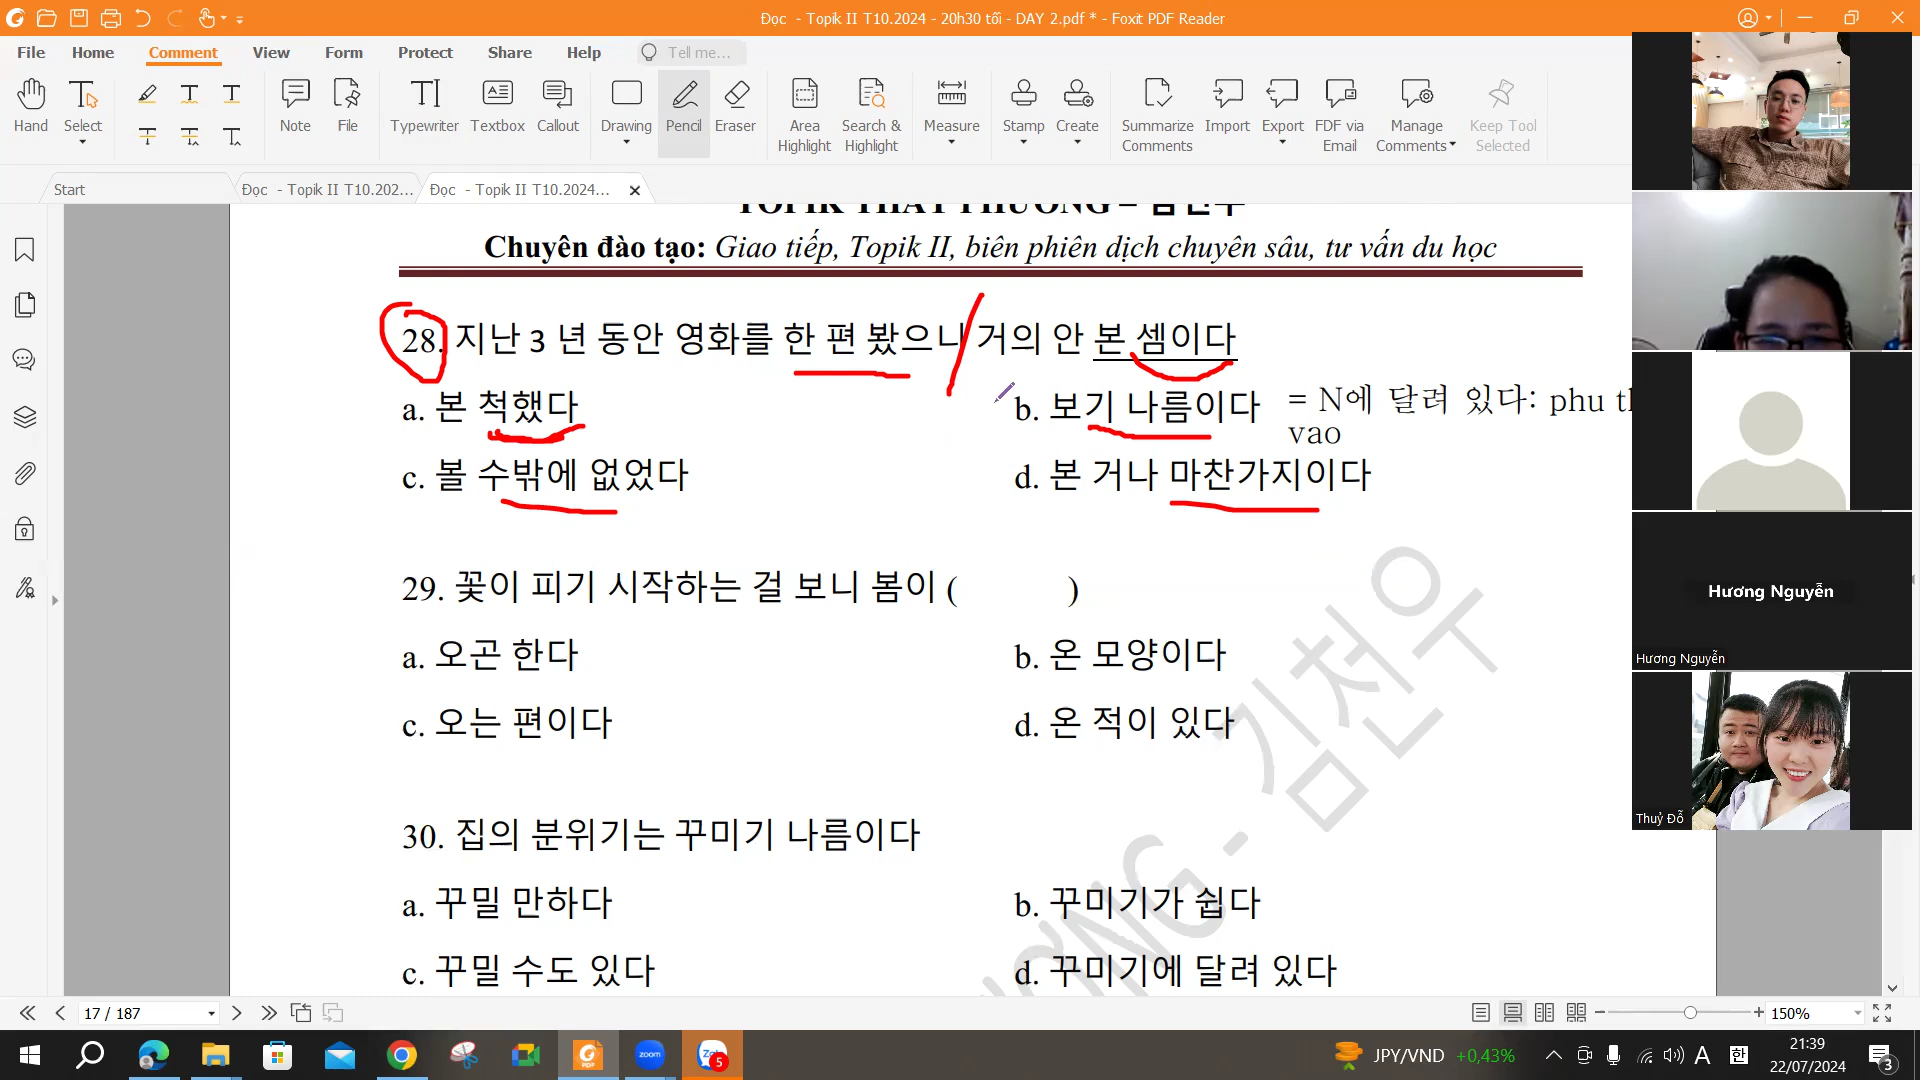 Đọc - Topik II T10.2024 - 20h30 tối - DAY 2.pdf * - Foxit PDF Reader
File Home Comment View Form Protect Share Help Tell me...
Hand Select Note File Typewriter Textbox Callout Drawing Pencil Eraser Area Highlight Search & Highlight Measure Stamp Create Summarize Comments Import Export FDF via Email Manage Comments Keep Tool Selected
Start Đọc - Topik II T10.202... Đọc - Topik II T10.2024...
Chuyên đào tạo: Giao tiếp, Topik II, biên phiên dịch chuyên sâu, tư vấn du học
28. 지난 3 년 동안 영화를 한 편 봤으나 거의 안 본 셈이다
a. 본 척했다 b. 보기 나름이다 = N에 달려 있다: phu
vao
c. 볼 수밖에 없었다 d. 본 거나 마찬가지이다
29. 꽃이 피기 시작하는 걸 보니 봄이 ( )
a. 오곤 한다 b. 온 모양이다
c. 오는 편이다 d. 온 적이 있다
30. 집의 분위기는 꾸미기 나름이다
a. 꾸밀 만하다 b. 꾸미기가 쉽다
c. 꾸밀 수도 있다 d. 꾸미기에 달려 있다
ƯƠNG - 김천우
Hương Nguyễn
Hương Nguyễn
Thuỷ Đỗ
17 / 187 150%
zoom 5 JPY/VND +0,43% A 한 21:39
22/07/2024 3